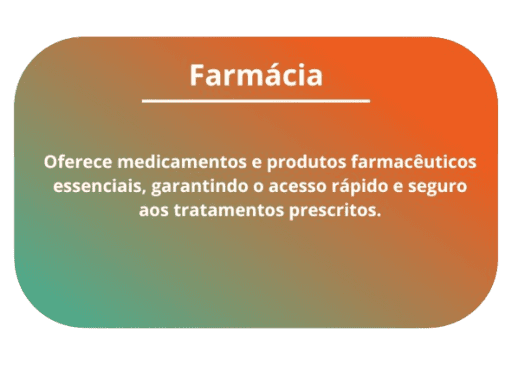 Farmácia
Oferece medicamentos e produtos farmacêuticos
essenciais, garantindo o acesso rápido e seguro
aos tratamentos prescritos.